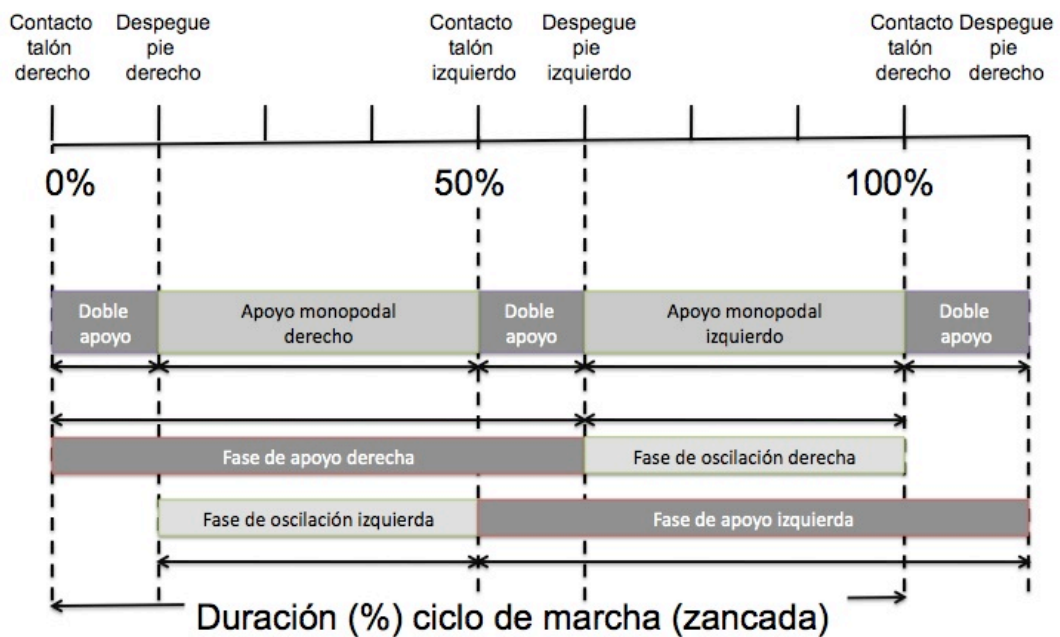 Contacto talón derecho
Despegue pie derecho
Contacto talón izquierdo
Despegue pie izquierdo
Contacto talón derecho
Despegue pie derecho
0%
50%
100%
Doble apoyo
Apoyo monopodal derecho
Doble apoyo
Apoyo monopodal izquierdo
Doble apoyo
Fase de apoyo derecha
Fase de oscilación derecha
Fase de oscilación izquierda
Fase de apoyo izquierda
Duración (%) ciclo de marcha (zancada)